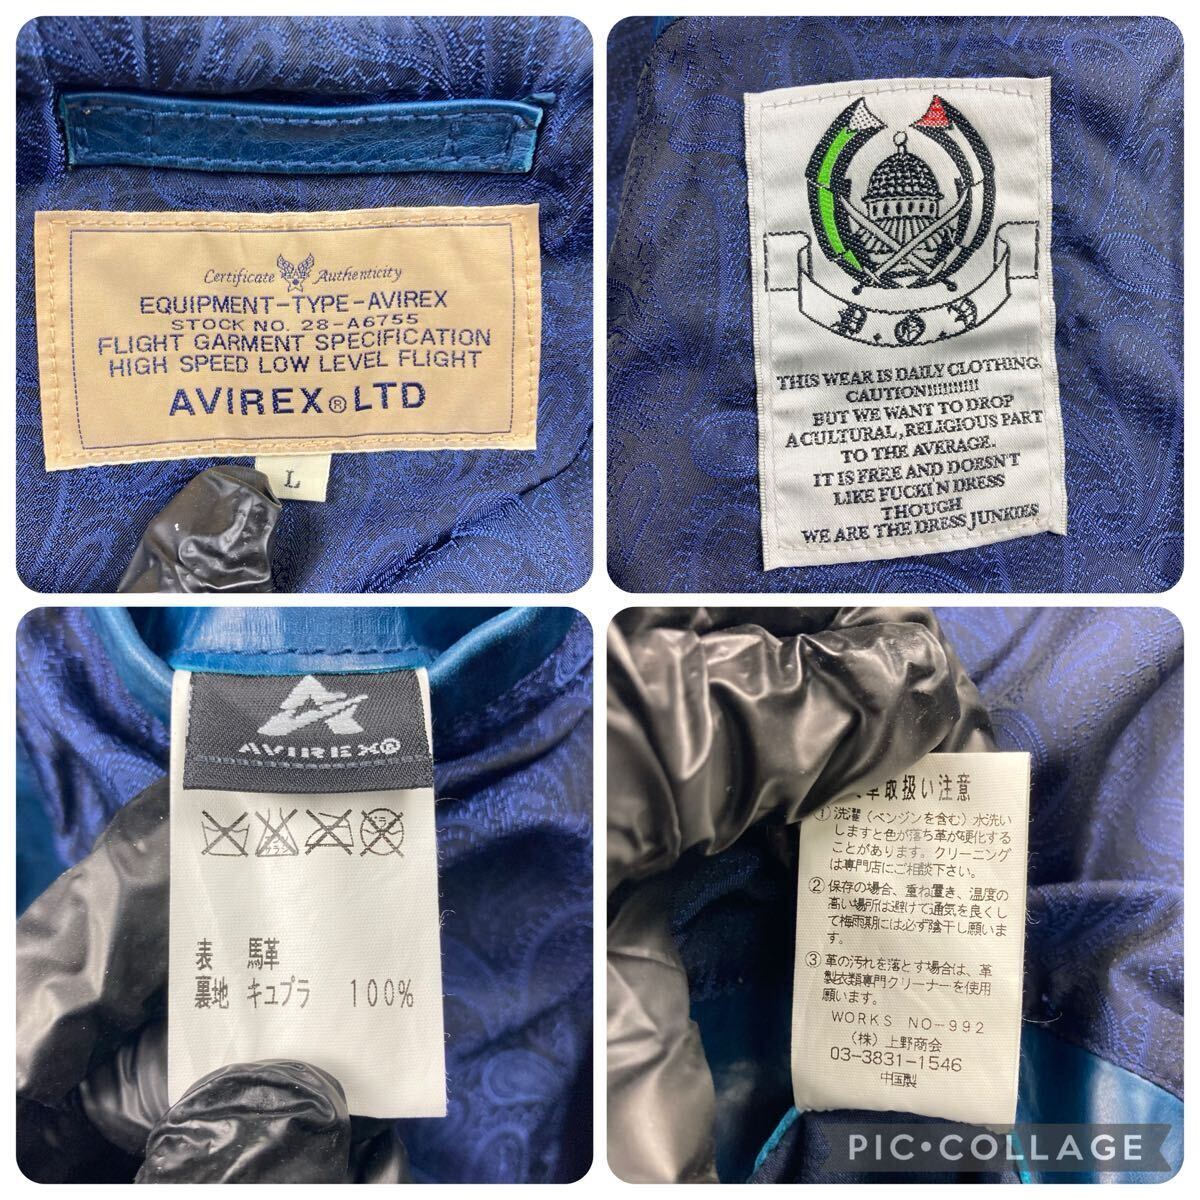 Certificate Authenticity
EQUIPMENT-TYPE-AVIREX
STOCK NO. 28-A6755
FLIGHT GARMENT SPECIFICATION
HIGH SPEED LOW LEVEL FLIGHT
AVIREX® LTD
L
THIS WEAR IS DAILY CLOTHING.
CAUTION!!!!!!!!!!!
BUT WE WANT TO DROP
A CULTURAL, RELIGIOUS PART
TO THE AVERAGE.
IT IS FREE AND DOESN'T
LIKE FUCKI'N DRESS
THOUGH
WE ARE THE DRESS JUNKIES
AVIREX®
表 馬革
裏地 キュプラ 100%
革取扱い注意
① 洗濯（ベンジンを含む）水洗い
しますと色が落ち革が硬化する
ことがあります。クリーニング
は専門店にご相談下さい。
② 保存の場合、重ね置き、温度の
高い場所は避けて通気を良くし
て梅雨期には必ず陰干し願いま
す。
③ 革の汚れを落とす場合は、革
製衣類専門クリーナーを使用
願います。
WORKS NO-992
(株) 上野商会
03-3831-1546
中国製
PIC•COLLAGE